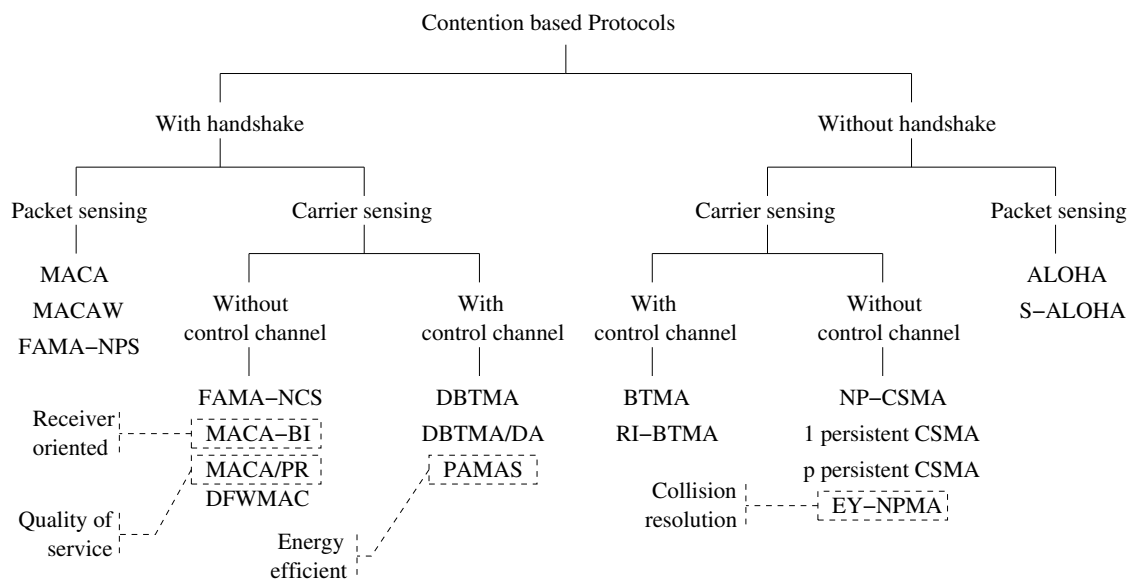 Contention based Protocols
With handshake
Without handshake
Packet sensing
Carrier sensing
Carrier sensing
Packet sensing
MACA
MACAW
FAMA−NPS
Without
control channel
With
control channel
With
control channel
Without
control channel
ALOHA
S−ALOHA
FAMA−NCS
MACA−BI
MACA/PR
DFWMAC
DBTMA
DBTMA/DA
PAMAS
BTMA
RI−BTMA
NP−CSMA
1 persistent CSMA
p persistent CSMA
EY−NPMA
Receiver
oriented
Quality of
service
Energy
efficient
Collision
resolution